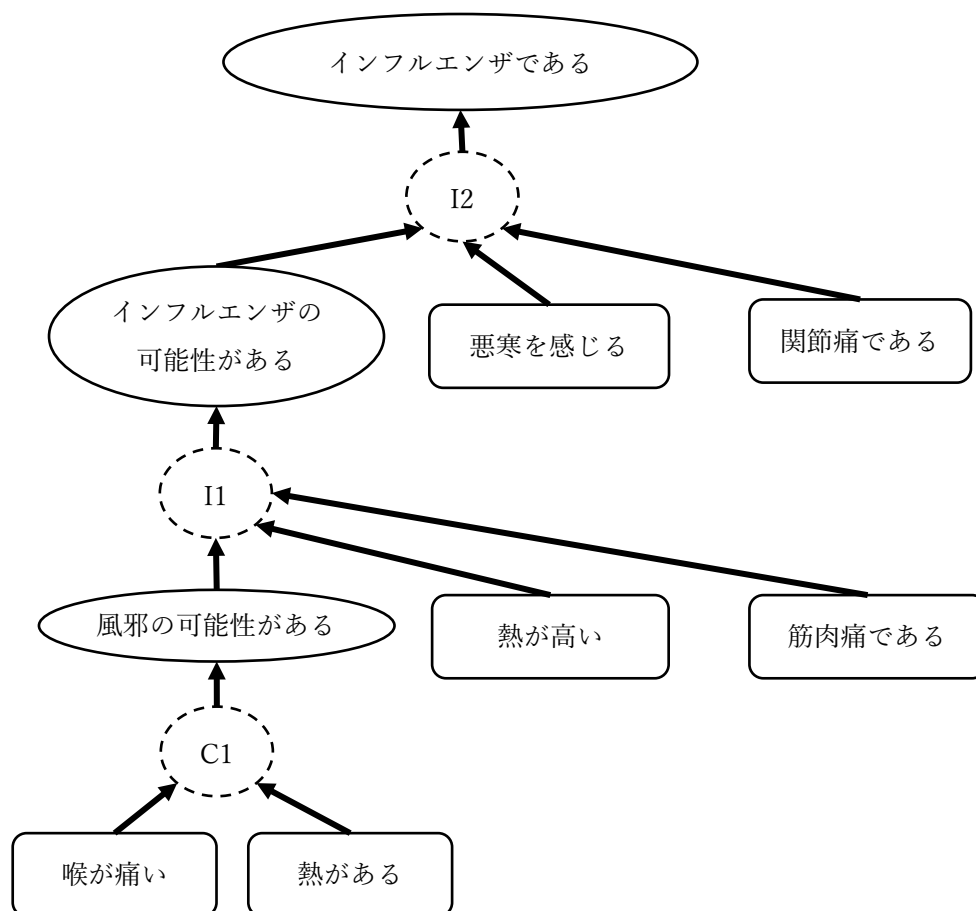 インフルエンザである
I2
インフルエンザの
可能性がある
悪寒を感じる
関節痛である
I1
風邪の可能性がある
熱が高い
筋肉痛である
C1
喉が痛い
熱がある